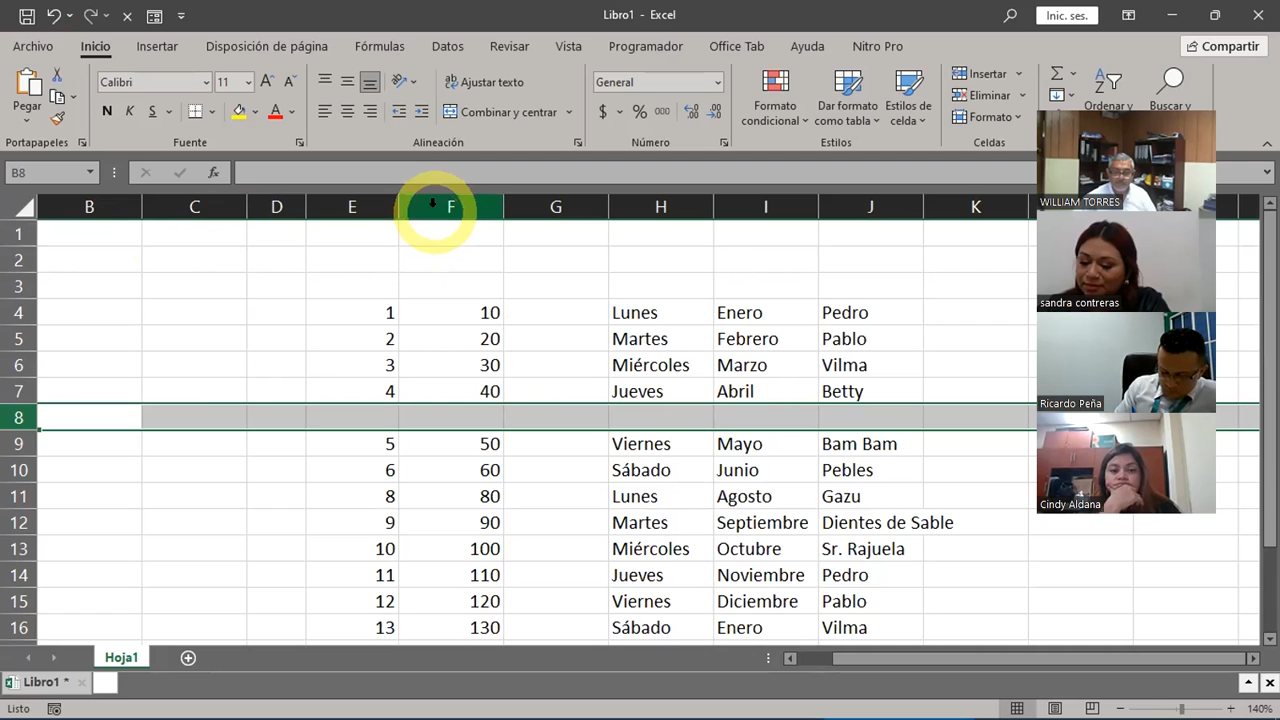 Libro1 - Excel
Inic. ses.
Archivo Inicio Insertar Disposición de página Fórmulas Datos Revisar Vista Programador Office Tab Ayuda Nitro Pro Compartir
Pegar
Calibri 11
N K S
Ajustar texto
Combinar y centrar
General
$ % 000
Formato condicional
Dar formato como tabla
Estilos de celda
Insertar
Eliminar
Formato
Ordenar y
Buscar y
Portapapeles Fuente Alineación Número Estilos Celdas
B8 fx
B C D E F G H I J K
1
2
3
4 1 10 Lunes Enero Pedro
5 2 20 Martes Febrero Pablo
6 3 30 Miércoles Marzo Vilma
7 4 40 Jueves Abril Betty
8
9 5 50 Viernes Mayo Bam Bam
10 6 60 Sábado Junio Pebles
11 8 80 Lunes Agosto Gazu
12 9 90 Martes Septiembre Dientes de Sable
13 10 100 Miércoles Octubre Sr. Rajuela
14 11 110 Jueves Noviembre Pedro
15 12 120 Viernes Diciembre Pablo
16 13 130 Sábado Enero Vilma
WILLIAM TORRES
sandra contreras
Ricardo Peña
Cindy Aldana
Hoja1
Libro1 *
Listo
140%